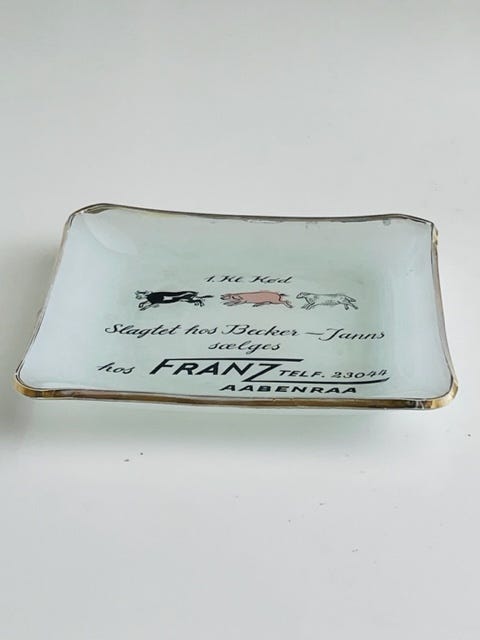 1. Kl. Kød
Slagtet hos Becker - Janns
sælges
hos FRANZ TELF. 23044
AABENRAA